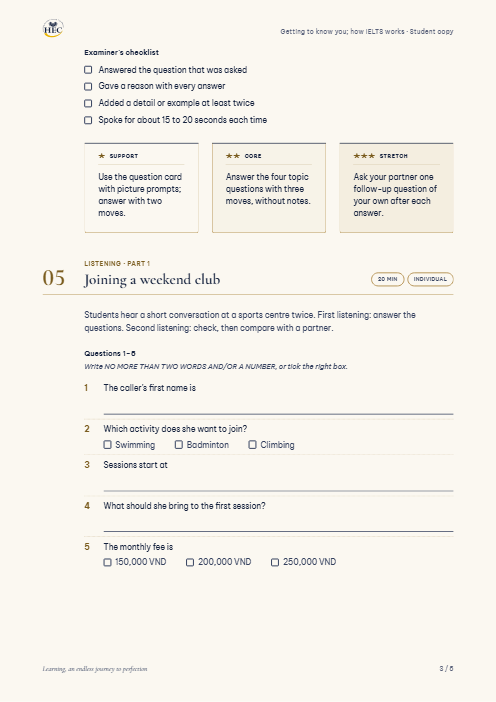 HEC
Getting to know you; how IELTS works · Student copy
Examiner's checklist
Answered the question that was asked
Gave a reason with every answer
Added a detail or example at least twice
Spoke for about 15 to 20 seconds each time
★ SUPPORT
Use the question card
with picture prompts;
answer with two
moves.
★★ CORE
Answer the four topic
questions with three
moves, without notes.
★★★ STRETCH
Ask your partner one
follow-up question of
your own after each
answer.
LISTENING · PART 1
05 Joining a weekend club
20 MIN INDIVIDUAL
Students hear a short conversation at a sports centre twice. First listening: answer the
questions. Second listening: check, then compare with a partner.
Questions 1–5
Write NO MORE THAN TWO WORDS AND/OR A NUMBER, or tick the right box.
1 The caller's first name is
2 Which activity does she want to join?
Swimming Badminton Climbing
3 Sessions start at
4 What should she bring to the first session?
5 The monthly fee is
150,000 VND 200,000 VND 250,000 VND
Learning, an endless journey to perfection
3 / 6